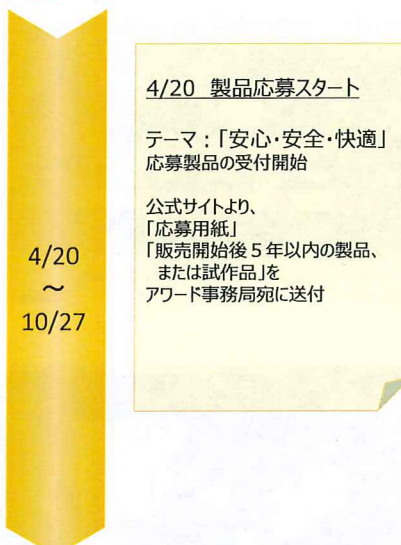 4/20
～
10/27
4/20 製品応募スタート
テーマ：「安心・安全・快適」
応募製品の受付開始
公式サイトより、
「応募用紙」
「販売開始後５年以内の製品、
または試作品」を
アワード事務局宛に送付